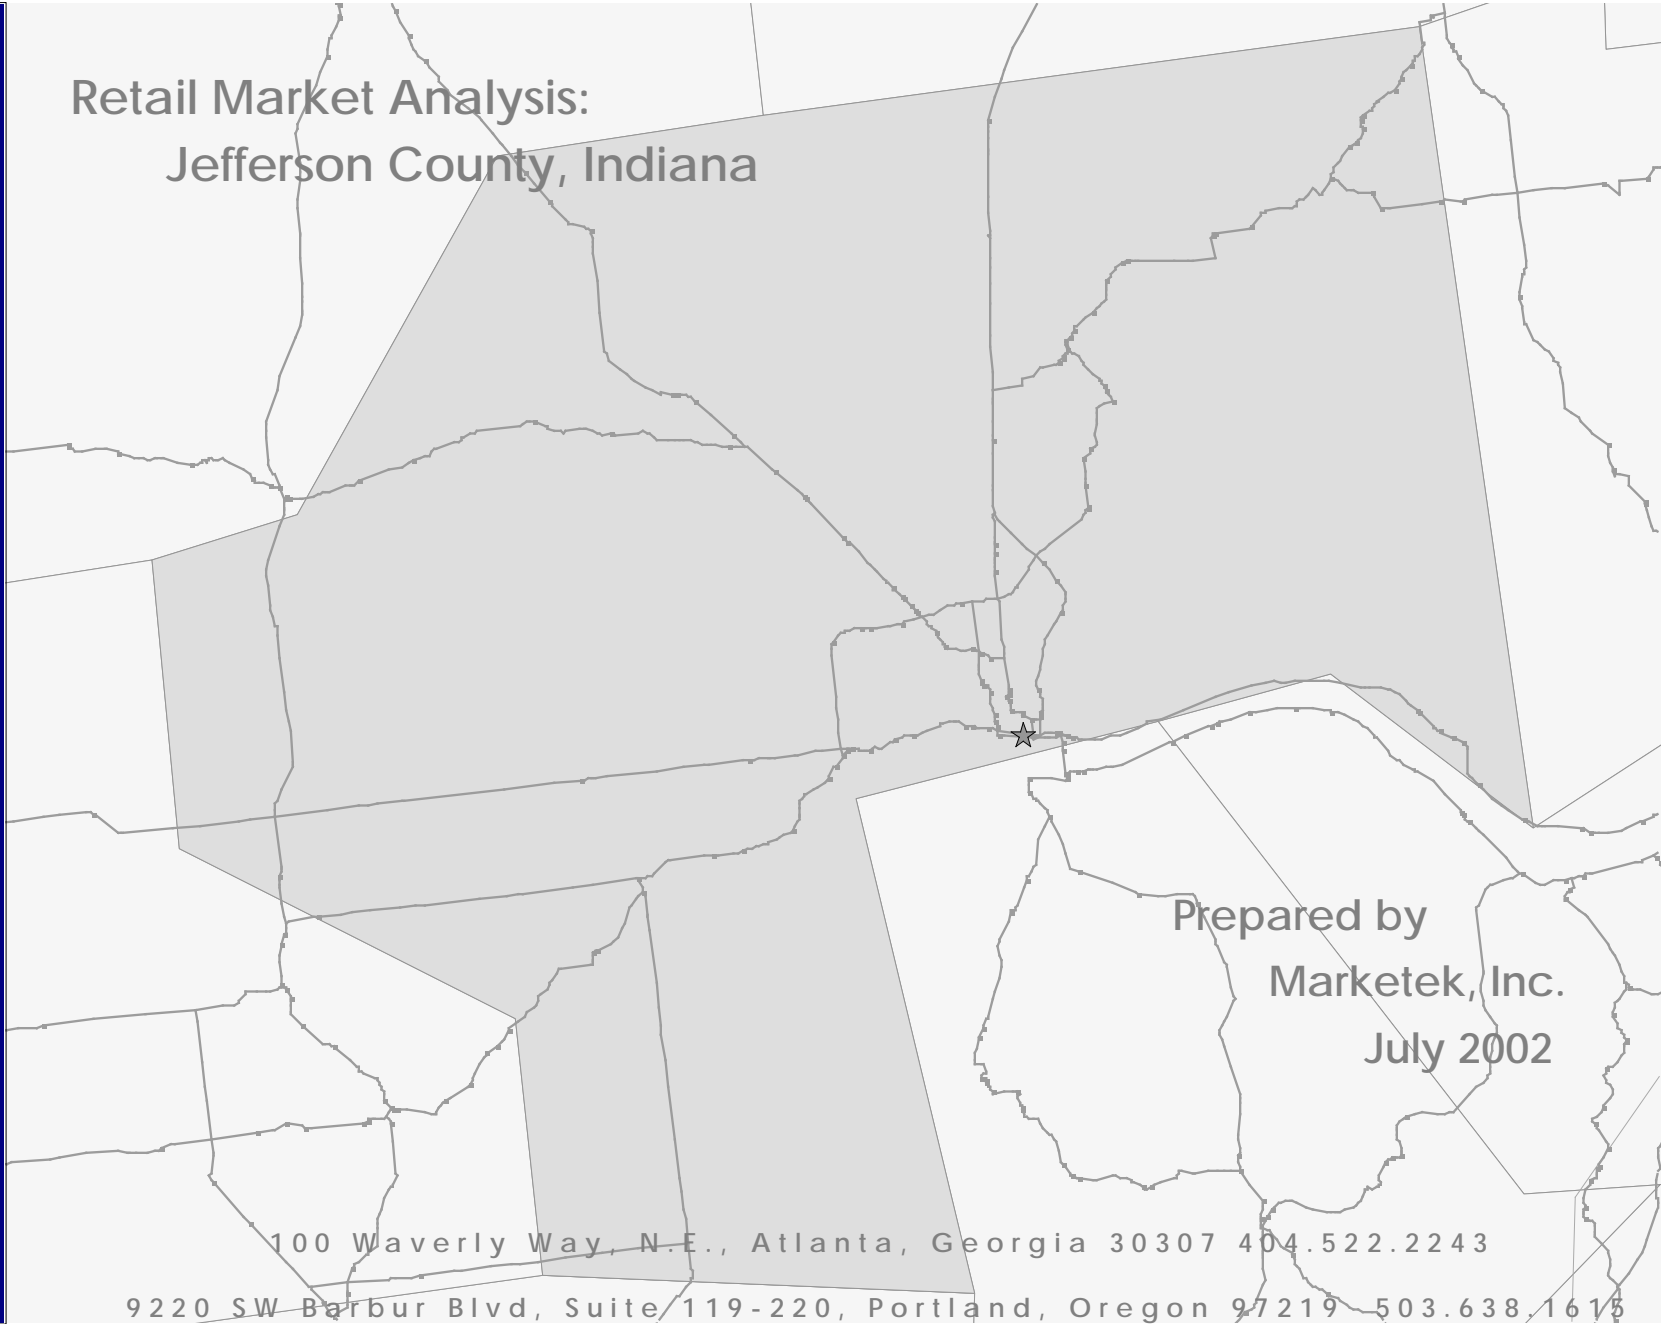 Retail Market Analysis:
Jefferson County, Indiana
Prepared by
Marketek, Inc.
July 2002
100 Waverly Way, N.E., Atlanta, Georgia 30307 404.522.2243
9220 SW Barbur Blvd, Suite 119-220, Portland, Oregon 97219 503.638.1615